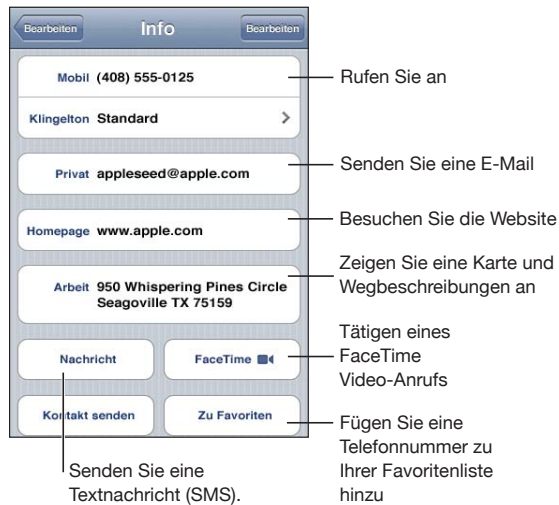 Bearbeiten Info Bearbeiten
Mobil (408) 555-0125
Rufen Sie an
Klingelton Standard
Privat appleseed@apple.com
Senden Sie eine E-Mail
Homepage www.apple.com
Besuchen Sie die Website
Arbeit 950 Whispering Pines Circle
Seagoville TX 75159
Zeigen Sie eine Karte und
Wegbeschreibungen an
Nachricht
FaceTime
Tätigen eines
FaceTime
Video-Anrufs
Kontakt senden
Zu Favoriten
Fügen Sie eine
Telefonnummer zu
Ihrer Favoritenliste
hinzu
Senden Sie eine
Textnachricht (SMS).